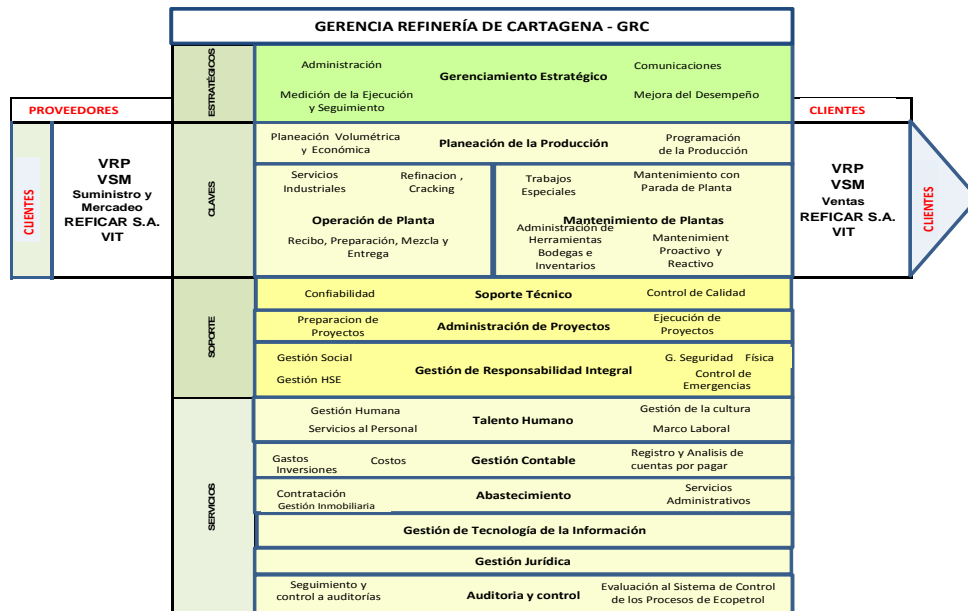 GERENCIA REFINERÍA DE CARTAGENA - GRC
ESTRATÉGICOS
Administración
Comunicaciones
Gerenciamiento Estratégico
Medición de la Ejecución
y Seguimiento
Mejora del Desempeño
PROVEEDORES
CLIENTES
CLIENTES
VRP
VSM
Suministro y
Mercadeo
REFICAR S.A.
VIT
CLAVES
Planeación Volumétrica
y Económica
Planeación de la Producción
Programación
de la Producción
Servicios
Industriales
Refinacion ,
Cracking
Operación de Planta
Recibo, Preparación, Mezcla y
Entrega
Trabajos
Especiales
Mantenimiento con
Parada de Planta
Mantenimiento de Plantas
Administración de
Herramientas
Bodegas e
Inventarios
Mantenimient
Proactivo y
Reactivo
VRP
VSM
Ventas
REFICAR S.A.
VIT
CLIENTES
SOPORTE
Confiabilidad
Soporte Técnico
Control de Calidad
Preparacion de
Proyectos
Administración de Proyectos
Ejecución de
Proyectos
Gestión Social
Gestión HSE
Gestión de Responsabilidad Integral
G. Seguridad Física
Control de
Emergencias
SERVICIOS
Gestión Humana
Servicios al Personal
Talento Humano
Gestión de la cultura
Marco Laboral
Gastos
Inversiones
Costos
Gestión Contable
Registro y Analisis de
cuentas por pagar
Contratación
Gestión Inmobiliaria
Abastecimiento
Servicios
Administrativos
Gestión de Tecnología de la Información
Gestión Jurídica
Seguimiento y
control a auditorías
Auditoria y control
Evaluación al Sistema de Control
de los Procesos de Ecopetrol